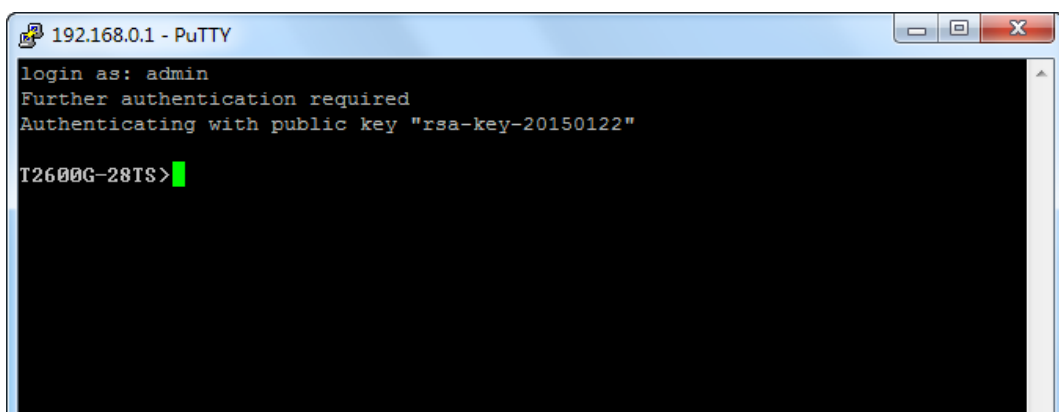 192.168.0.1 - PuTTY
login as: admin
Further authentication required
Authenticating with public key "rsa-key-20150122"
T2600G-28TS>